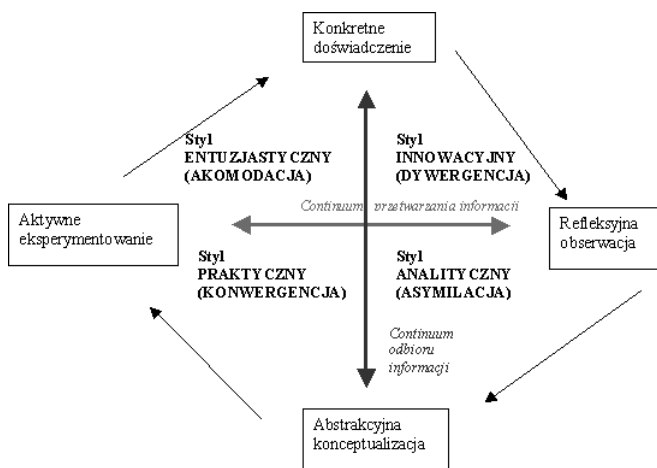 Konkretne
doświadczenie
Styl
ENTUZJASTYCZNY
(AKOMODACJA)
Styl
INNOWACYJNY
(DYWERGENCJA)
Aktywne
eksperymentowanie
Continuum przetwarzania informacji
Refleksyjna
obserwacja
Styl
PRAKTYCZNY
(KONWERGENCJA)
Styl
ANALITYCZNY
(ASYMILACJA)
Continuum
odbioru
informacji
Abstrakcyjna
konceptualizacja